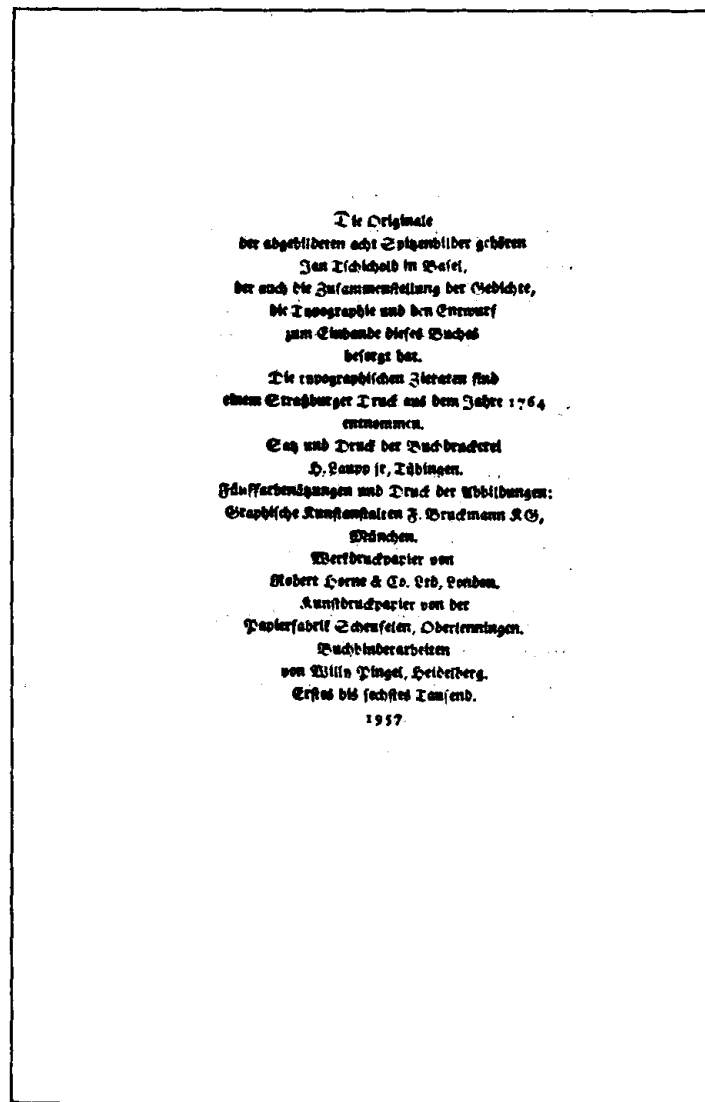 Die Originale
der abgebildeten acht Spitzenbilder gehören
Jan Tschichold in Basel,
der auch die Zusammenstellung der Gedichte,
die Typographie und den Entwurf
zum Einbande dieses Buches
besorgt hat.
Die typographischen Zieraten sind
einem Straßburger Druck aus dem Jahre 1764
entnommen.
Satz und Druck der Buchdruckerei
H. Laupp jr, Tübingen.
Fünffarbenätzungen und Druck der Abbildungen:
Graphische Kunstanstalten F. Bruckmann KG,
München.
Werkdruckpapier von
Robert Horne & Co. Ltd, London.
Kunstdruckpapier von der
Papierfabrik Scheufelen, Oberlenningen.
Buchbinderarbeiten
von Willy Pingel, Heidelberg.
Erstes bis sechstes Tausend.
1957